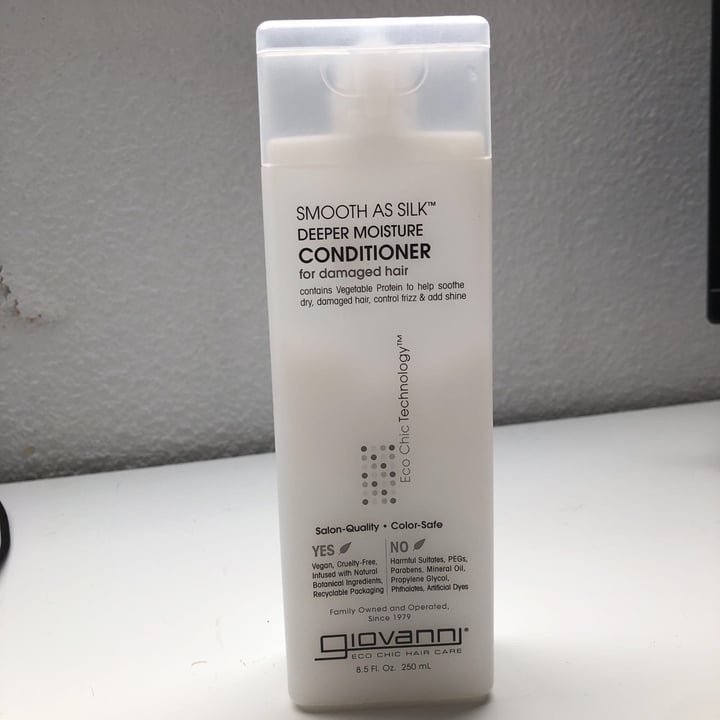 SMOOTH AS SILK™
DEEPER MOISTURE
CONDITIONER
for damaged hair
contains Vegetable Protein to help soothe
dry, damaged hair, control frizz & add shine
Eco Chic Technology™
Salon-Quality • Color-Safe
YES
Vegan, Cruelty-Free,
Infused with Natural
Botanical Ingredients,
Recyclable Packaging
NO
Harmful Sulfates, PEGs,
Parabens, Mineral Oil,
Propylene Glycol,
Phthalates, Artificial Dyes
Family Owned and Operated,
Since 1979
giovanni®
ECO CHIC HAIR CARE
8.5 Fl. Oz. 250 mL